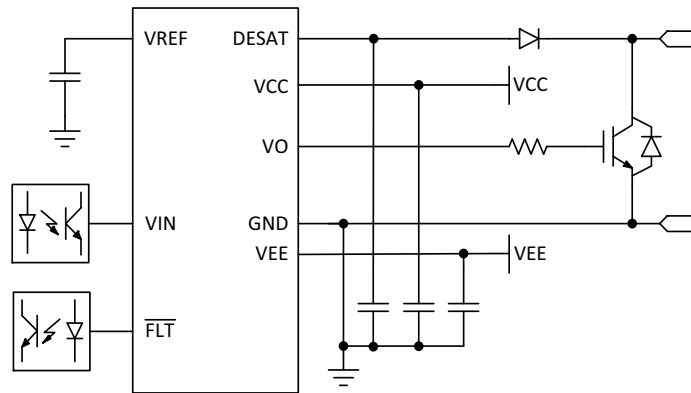 VREF
DESAT
VCC
VCC
VO
VIN
GND
VEE
VEE
FLT